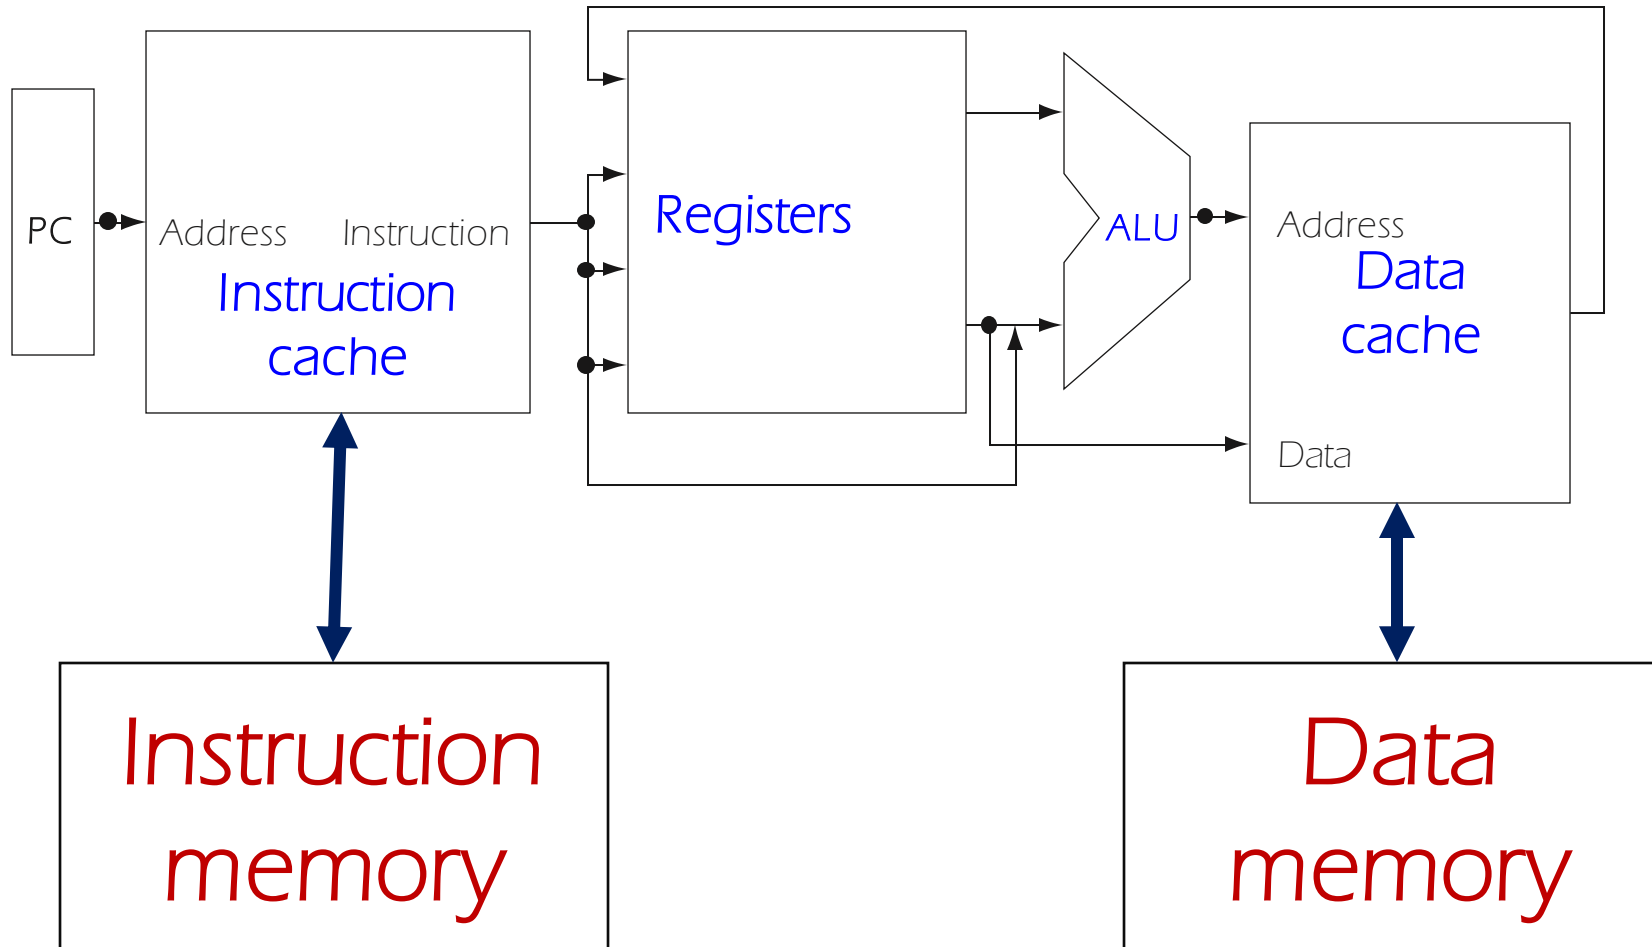 PC
Address Instruction
Instruction
cache
Registers
ALU
Address
Data
cache
Data
Instruction
memory
Data
memory